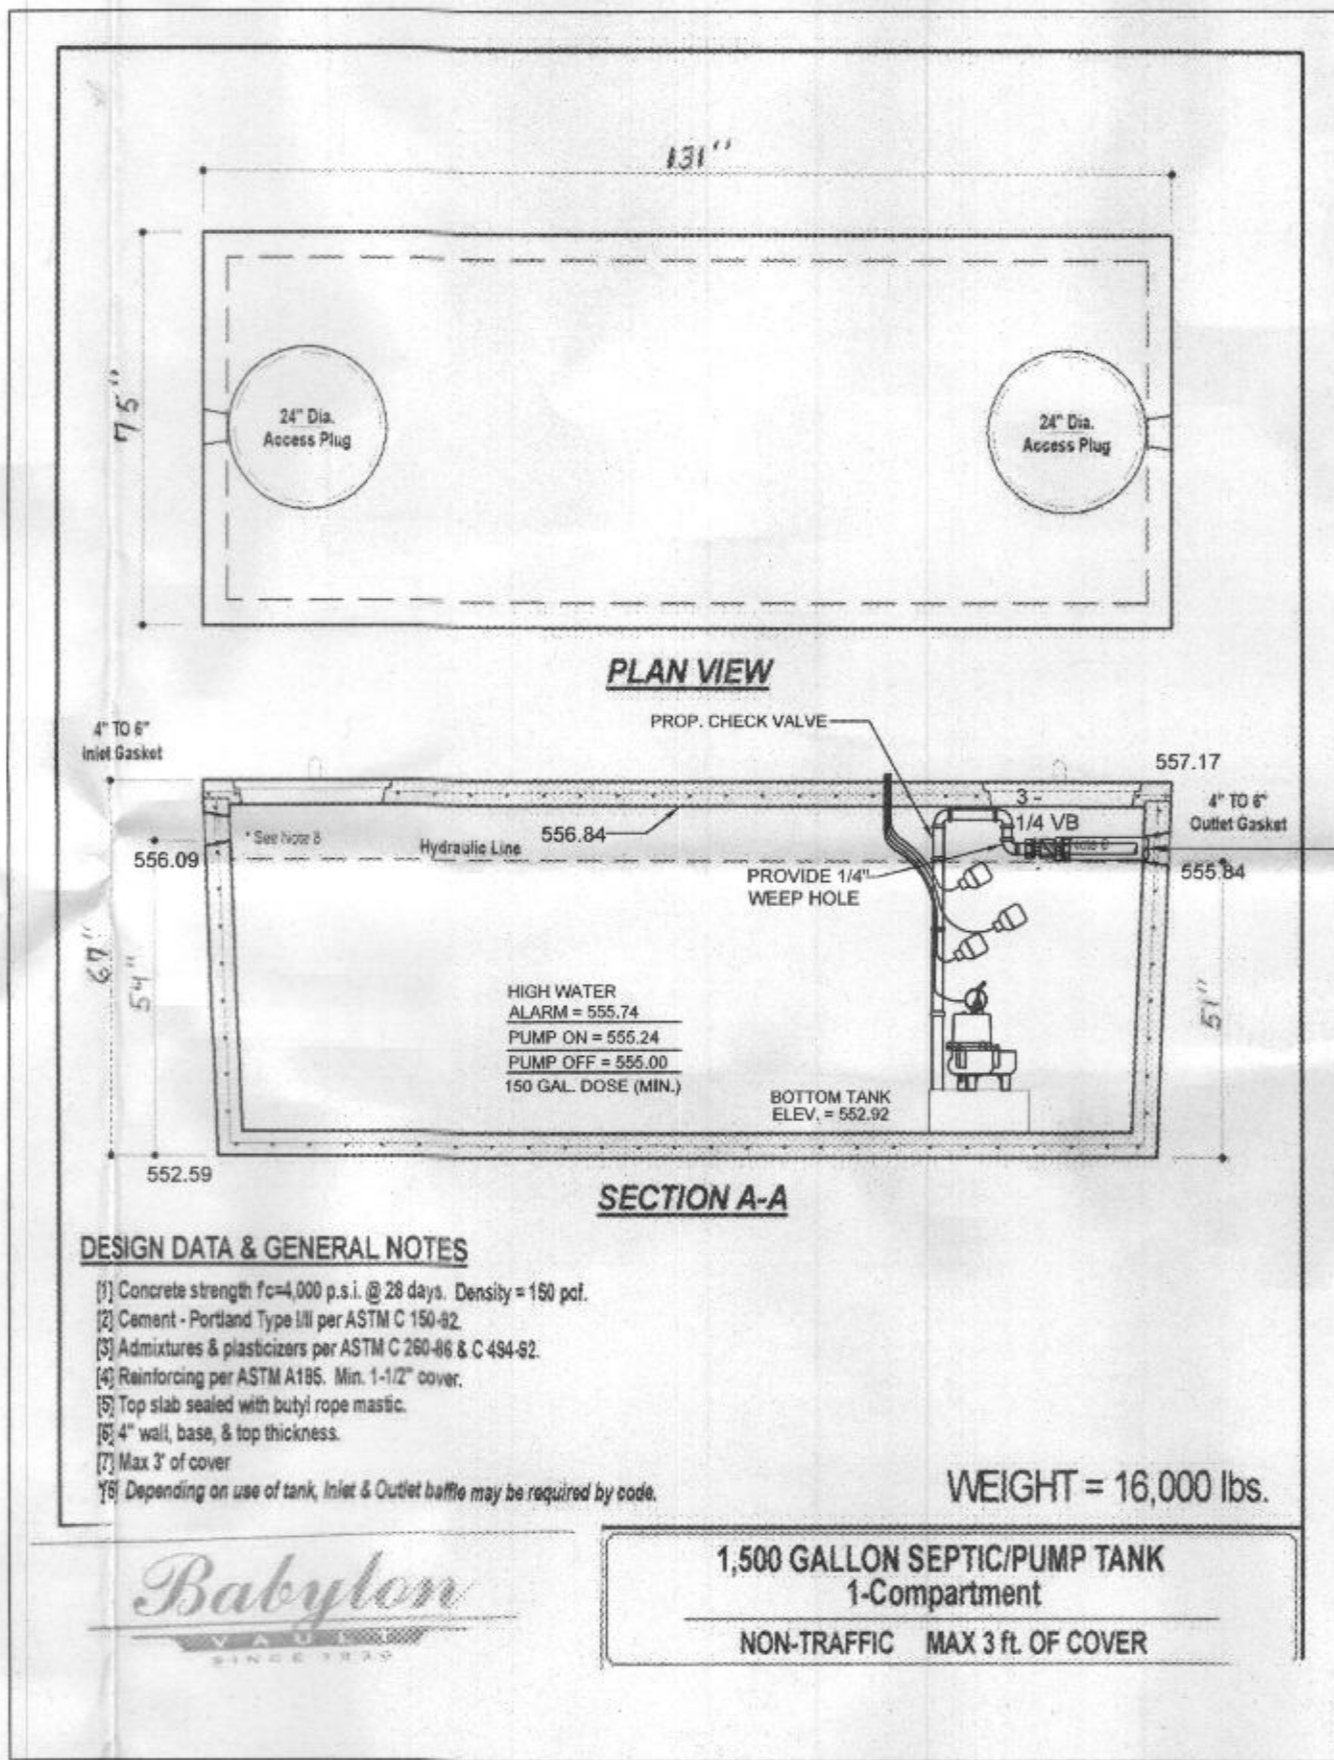 131"
75"
24" Dia.
Access Plug
24" Dia.
Access Plug
PLAN VIEW
4" TO 6"
Inlet Gasket
PROP. CHECK VALVE
557.17
4" TO 6"
Outlet Gasket
3 -
1/4 VB
* See Note 8
Hydraulic Line
556.84
556.09
PROVIDE 1/4"
WEEP HOLE
555.84
67"
54"
51"
HIGH WATER
ALARM = 555.74
PUMP ON = 555.24
PUMP OFF = 555.00
150 GAL. DOSE (MIN.)
BOTTOM TANK
ELEV. = 552.92
552.59
SECTION A-A
DESIGN DATA & GENERAL NOTES
[1] Concrete strength f'c=4,000 p.s.i. @ 28 days. Density = 150 pcf.
[2] Cement - Portland Type I/II per ASTM C 150-92.
[3] Admixtures & plasticizers per ASTM C 260-86 & C 494-92.
[4] Reinforcing per ASTM A185. Min. 1-1/2" cover.
[5] Top slab sealed with butyl rope mastic.
[6] 4" wall, base, & top thickness.
[7] Max 3' of cover
*[8] Depending on use of tank, Inlet & Outlet baffle may be required by code.
WEIGHT = 16,000 lbs.
Babylon
VAULT
SINCE
1,500 GALLON SEPTIC/PUMP TANK
1-Compartment
NON-TRAFFIC MAX 3 ft. OF COVER